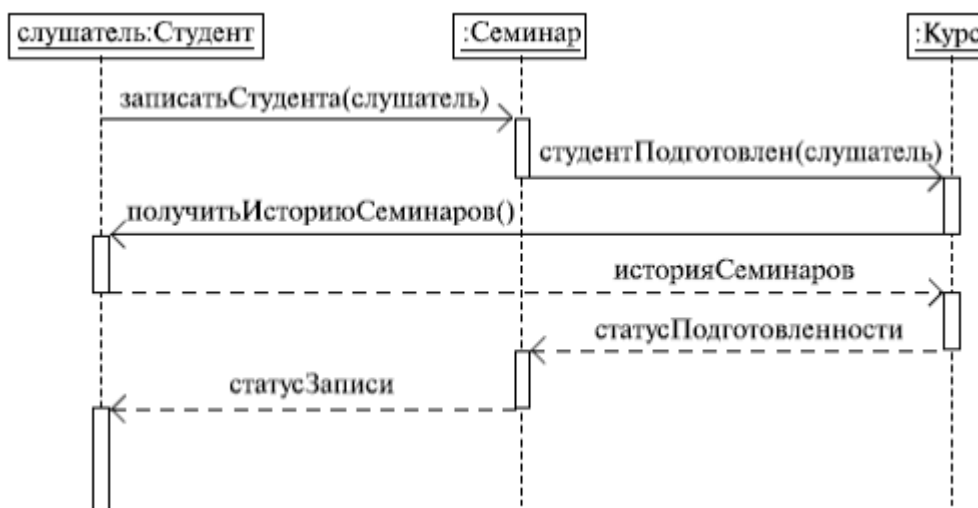 слушатель:Студент
:Семинар
:Курс
записатьСтудента(слушатель)
студентПодготовлен(слушатель)
получитьИсториюСеминаров()
историяСеминаров
статусПодготовленности
статусЗаписи